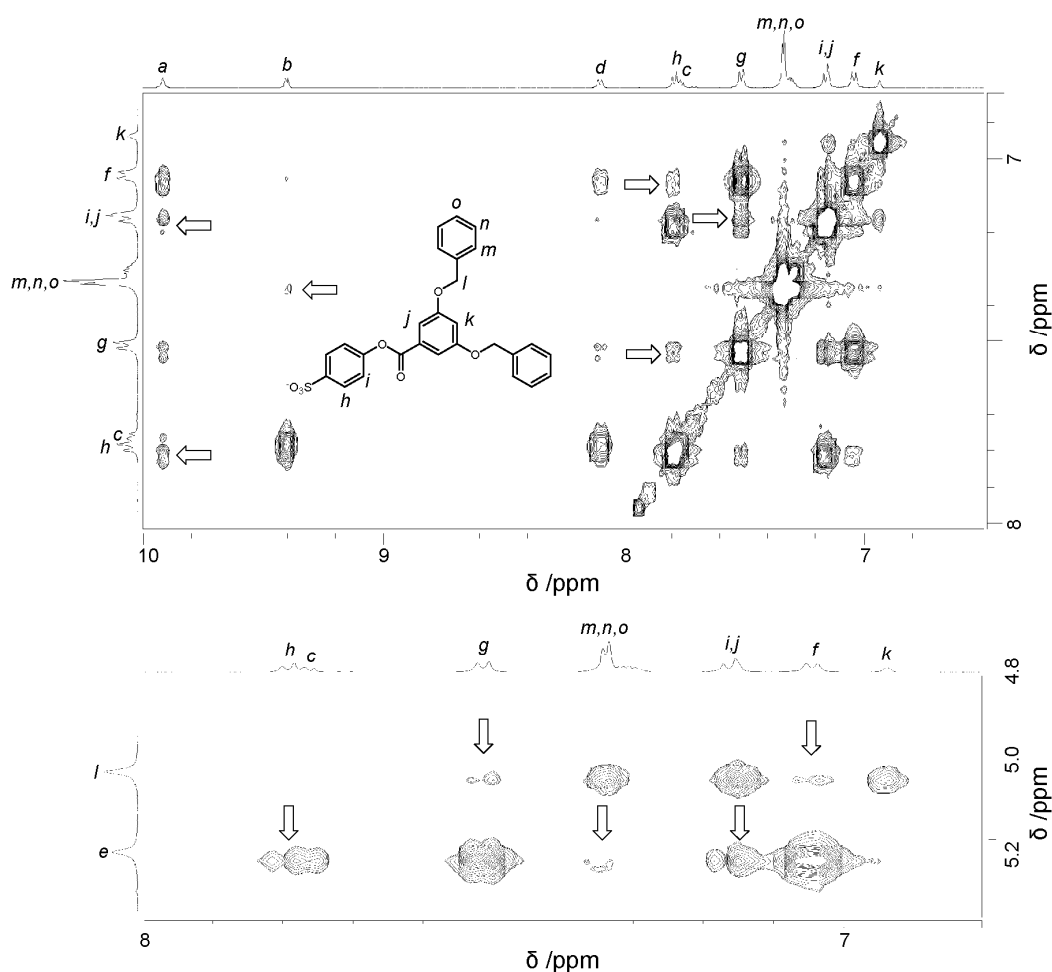 m,n,o
a b d h c g i,j f k
k
f
i,j
m,n,o
g
c
h
o
n
m
l
O
j k
O
O
i
⁻O₃S
O
h
7
8
δ /ppm
10 9 8 7
δ /ppm
m,n,o
h c g i,j f k
l
e
4.8
5.0
5.2
δ /ppm
8 7
δ /ppm